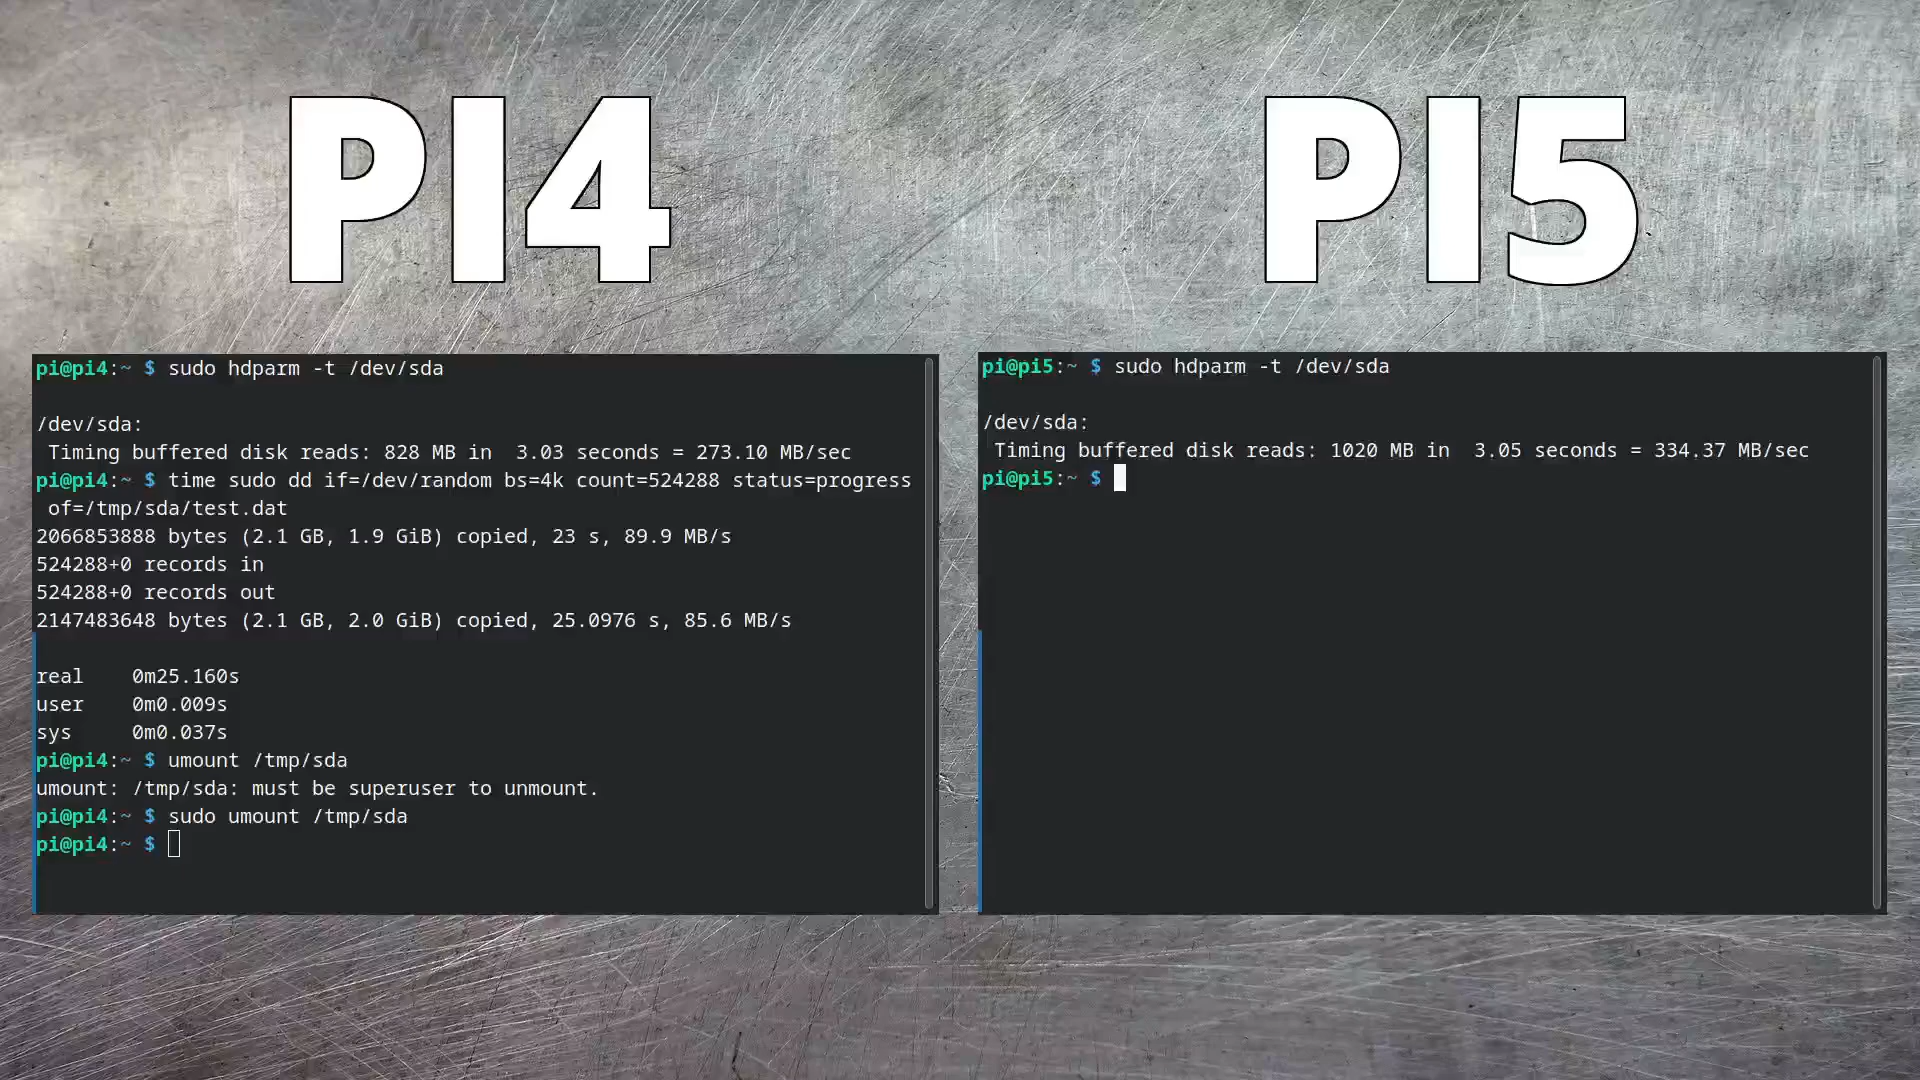 PI4
PI5
pi@pi4:~ $ sudo hdparm -t /dev/sda
/dev/sda:
 Timing buffered disk reads: 828 MB in  3.03 seconds = 273.10 MB/sec
pi@pi4:~ $ time sudo dd if=/dev/random bs=4k count=524288 status=progress
 of=/tmp/sda/test.dat
2066853888 bytes (2.1 GB, 1.9 GiB) copied, 23 s, 89.9 MB/s
524288+0 records in
524288+0 records out
2147483648 bytes (2.1 GB, 2.0 GiB) copied, 25.0976 s, 85.6 MB/s
real    0m25.160s
user    0m0.009s
sys     0m0.037s
pi@pi4:~ $ umount /tmp/sda
umount: /tmp/sda: must be superuser to unmount.
pi@pi4:~ $ sudo umount /tmp/sda
pi@pi4:~ $
pi@pi5:~ $ sudo hdparm -t /dev/sda
/dev/sda:
 Timing buffered disk reads: 1020 MB in  3.05 seconds = 334.37 MB/sec
pi@pi5:~ $